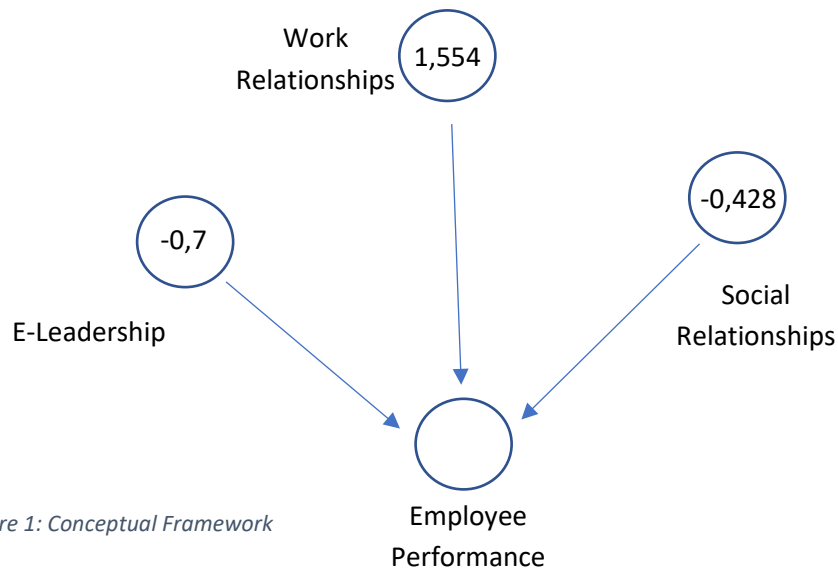 Work
Relationships
1,554
-0,428
-0,7
Social
Relationships
E-Leadership
re 1: Conceptual Framework
Employee
Performance